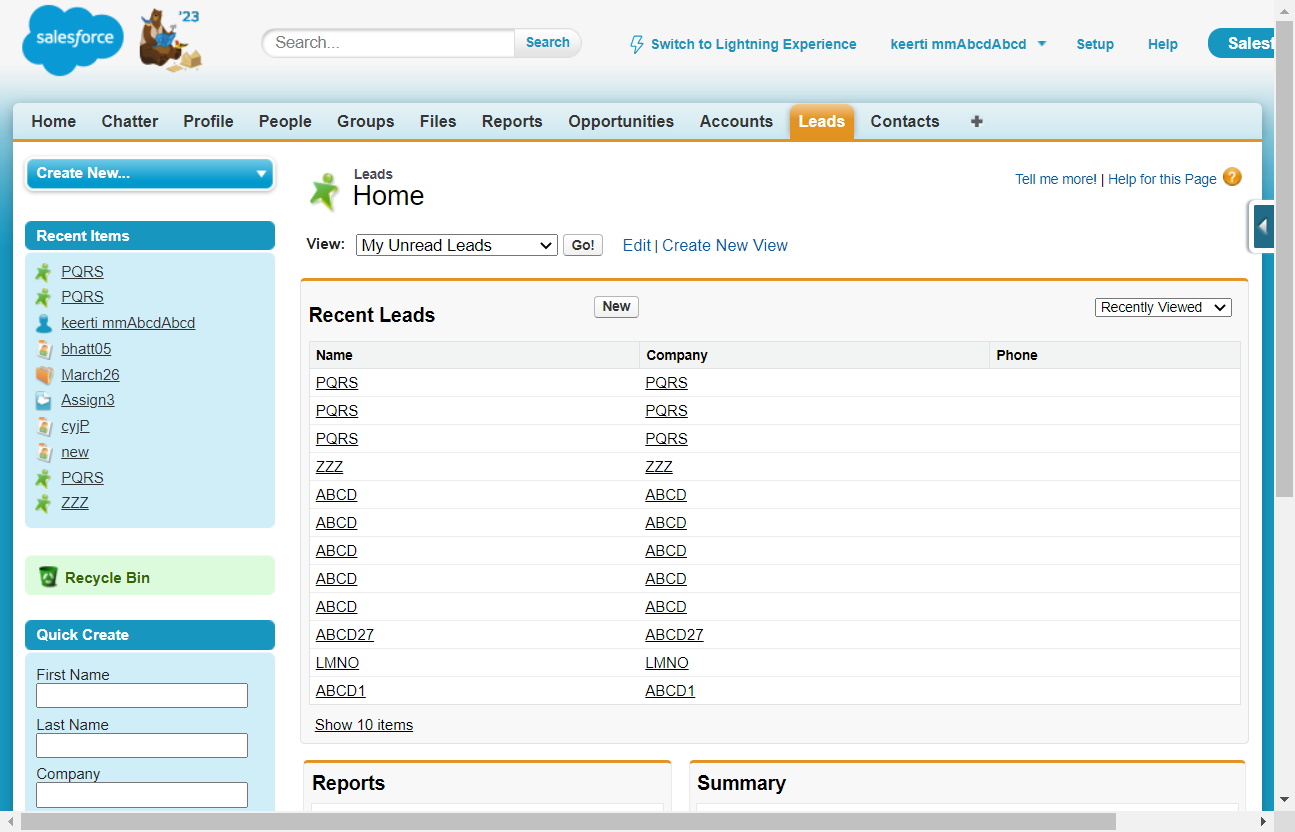 salesforce
'23
Search...
Search
Switch to Lightning Experience
keerti mmAbcdAbcd
Setup
Help
Salesf
Home Chatter Profile People Groups Files Reports Opportunities Accounts Leads Contacts +
Create New...
Recent Items
PQRS
PQRS
keerti mmAbcdAbcd
bhatt05
March26
Assign3
cyjP
new
PQRS
ZZZ
Recycle Bin
Quick Create
First Name
Last Name
Company
Leads
Home
Tell me more! | Help for this Page ?
View: My Unread Leads Go! Edit | Create New View
Recent Leads New Recently Viewed
Name Company Phone
PQRS PQRS
PQRS PQRS
PQRS PQRS
ZZZ ZZZ
ABCD ABCD
ABCD ABCD
ABCD ABCD
ABCD ABCD
ABCD ABCD
ABCD27 ABCD27
LMNO LMNO
ABCD1 ABCD1
Show 10 items
Reports
Summary